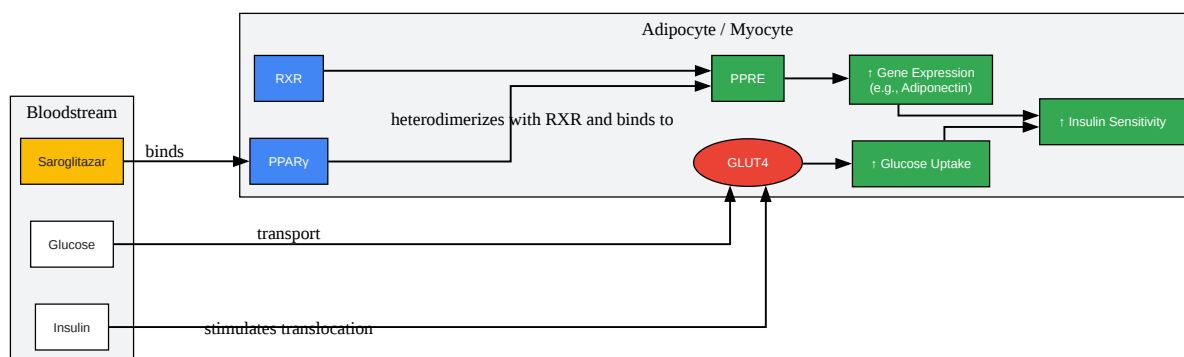 Adipocyte / Myocyte
RXR
PPRE
↑ Gene Expression
(e.g., Adiponectin)
Bloodstream
heterodimerizes with RXR and binds to
↑ Insulin Sensitivity
Saroglitazar
binds
PPARγ
GLUT4
↑ Glucose Uptake
Glucose
transport
Insulin
stimulates translocation